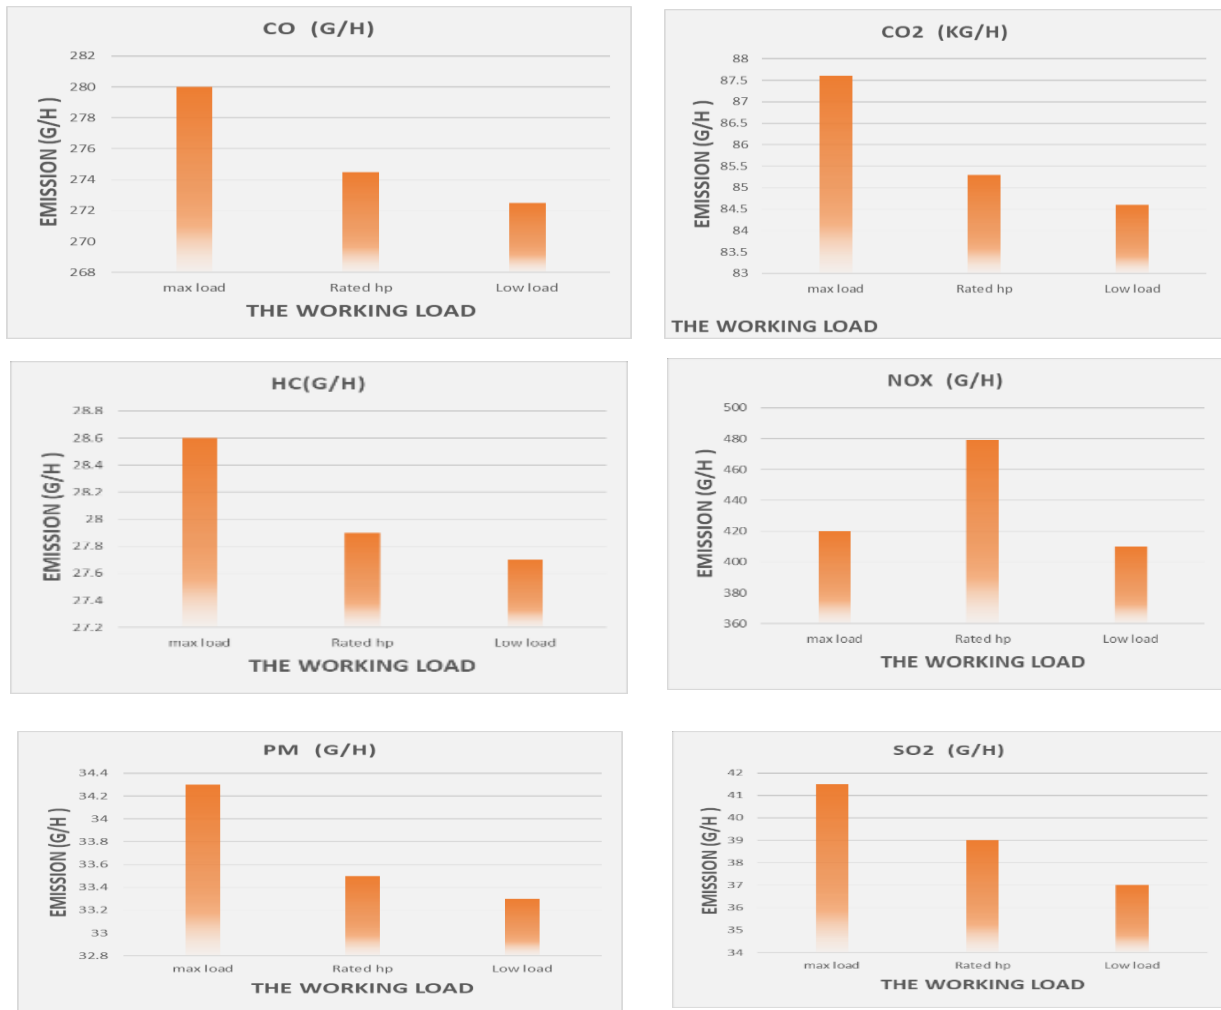 CO (G/H)
EMISSION (G/H )
282
280
278
276
274
272
270
268
max load Rated hp Low load
THE WORKING LOAD
CO2 (KG/H)
EMISSION (G/H )
88
87.5
87
86.5
86
85.5
85
84.5
84
83.5
83
max load Rated hp Low load
THE WORKING LOAD
HC(G/H)
EMISSION (G/H )
28.8
28.6
28.4
28.2
28
27.8
27.6
27.4
27.2
max load Rated hp Low load
THE WORKING LOAD
NOX (G/H)
EMISSION (G/H )
500
480
460
440
420
400
380
360
max load Rated hp Low load
THE WORKING LOAD
PM (G/H)
EMISSION (G/H )
34.4
34.2
34
33.8
33.6
33.4
33.2
33
32.8
max load Rated hp Low load
THE WORKING LOAD
SO2 (G/H)
EMISSION (G/H )
42
41
40
39
38
37
36
35
34
max load Rated hp Low load
THE WORKING LOAD